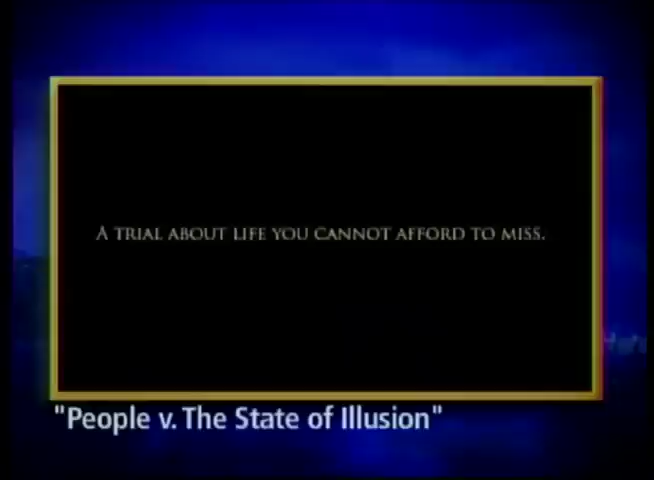 A TRIAL ABOUT LIFE YOU CANNOT AFFORD TO MISS.
"People v. The State of Illusion"